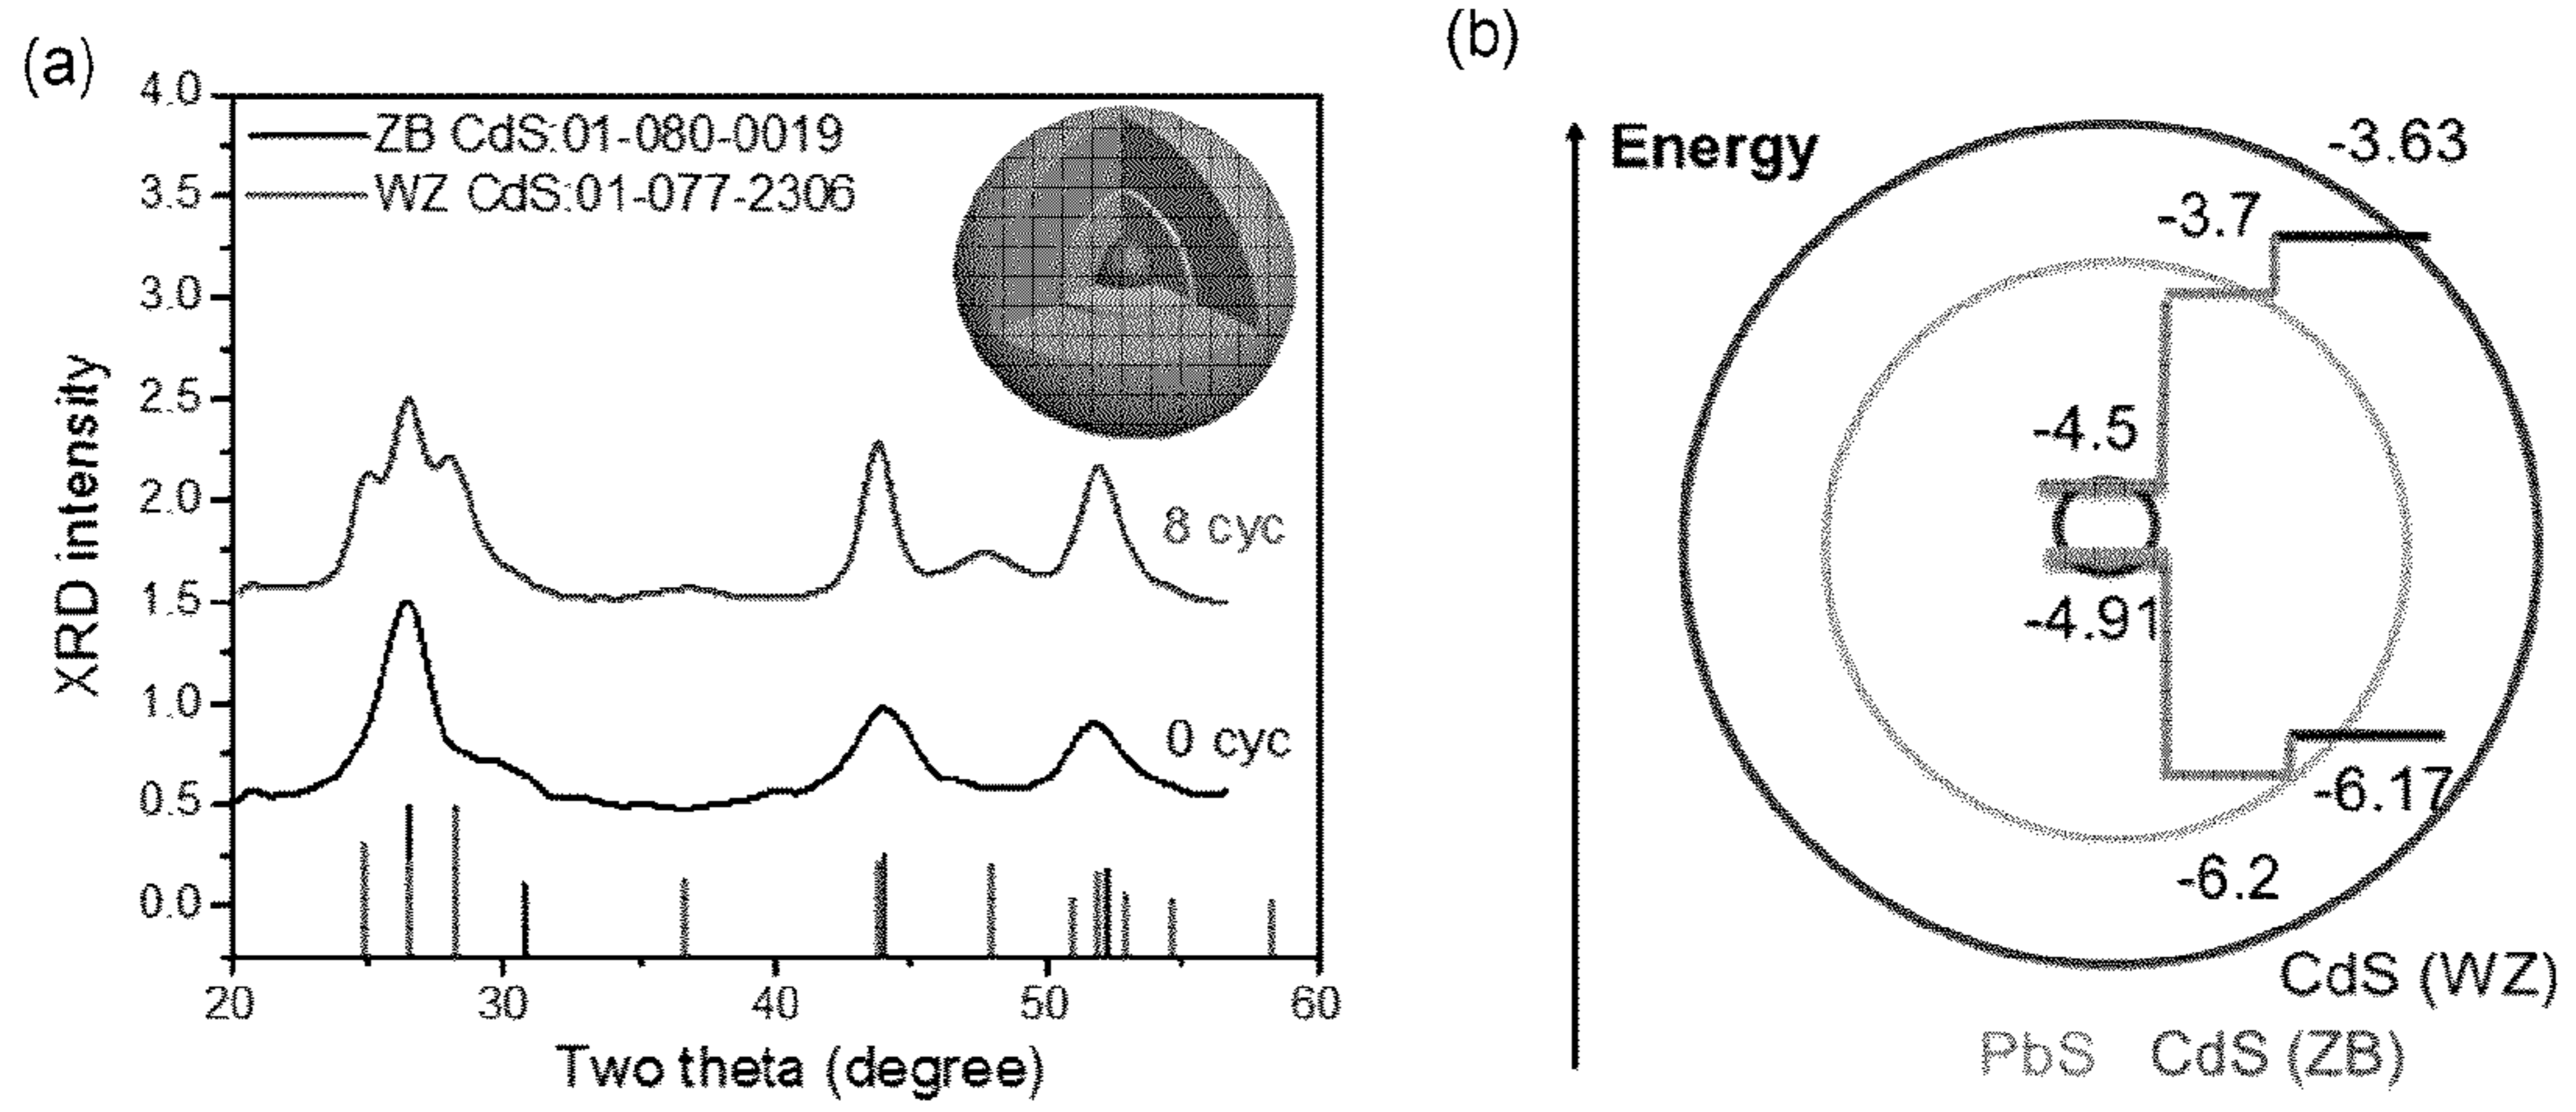 (a)
4.0
3.5
3.0
2.5
2.0
1.5
1.0
0.5
0.0
XRD intensity
ZB CdS:01-080-0019
WZ CdS:01-077-2306
8 cyc
0 cyc
20 30 40 50 60
Two theta (degree)
(b)
Energy
-3.63
-3.7
-4.5
-4.91
-6.17
-6.2
CdS (WZ)
PbS CdS (ZB)